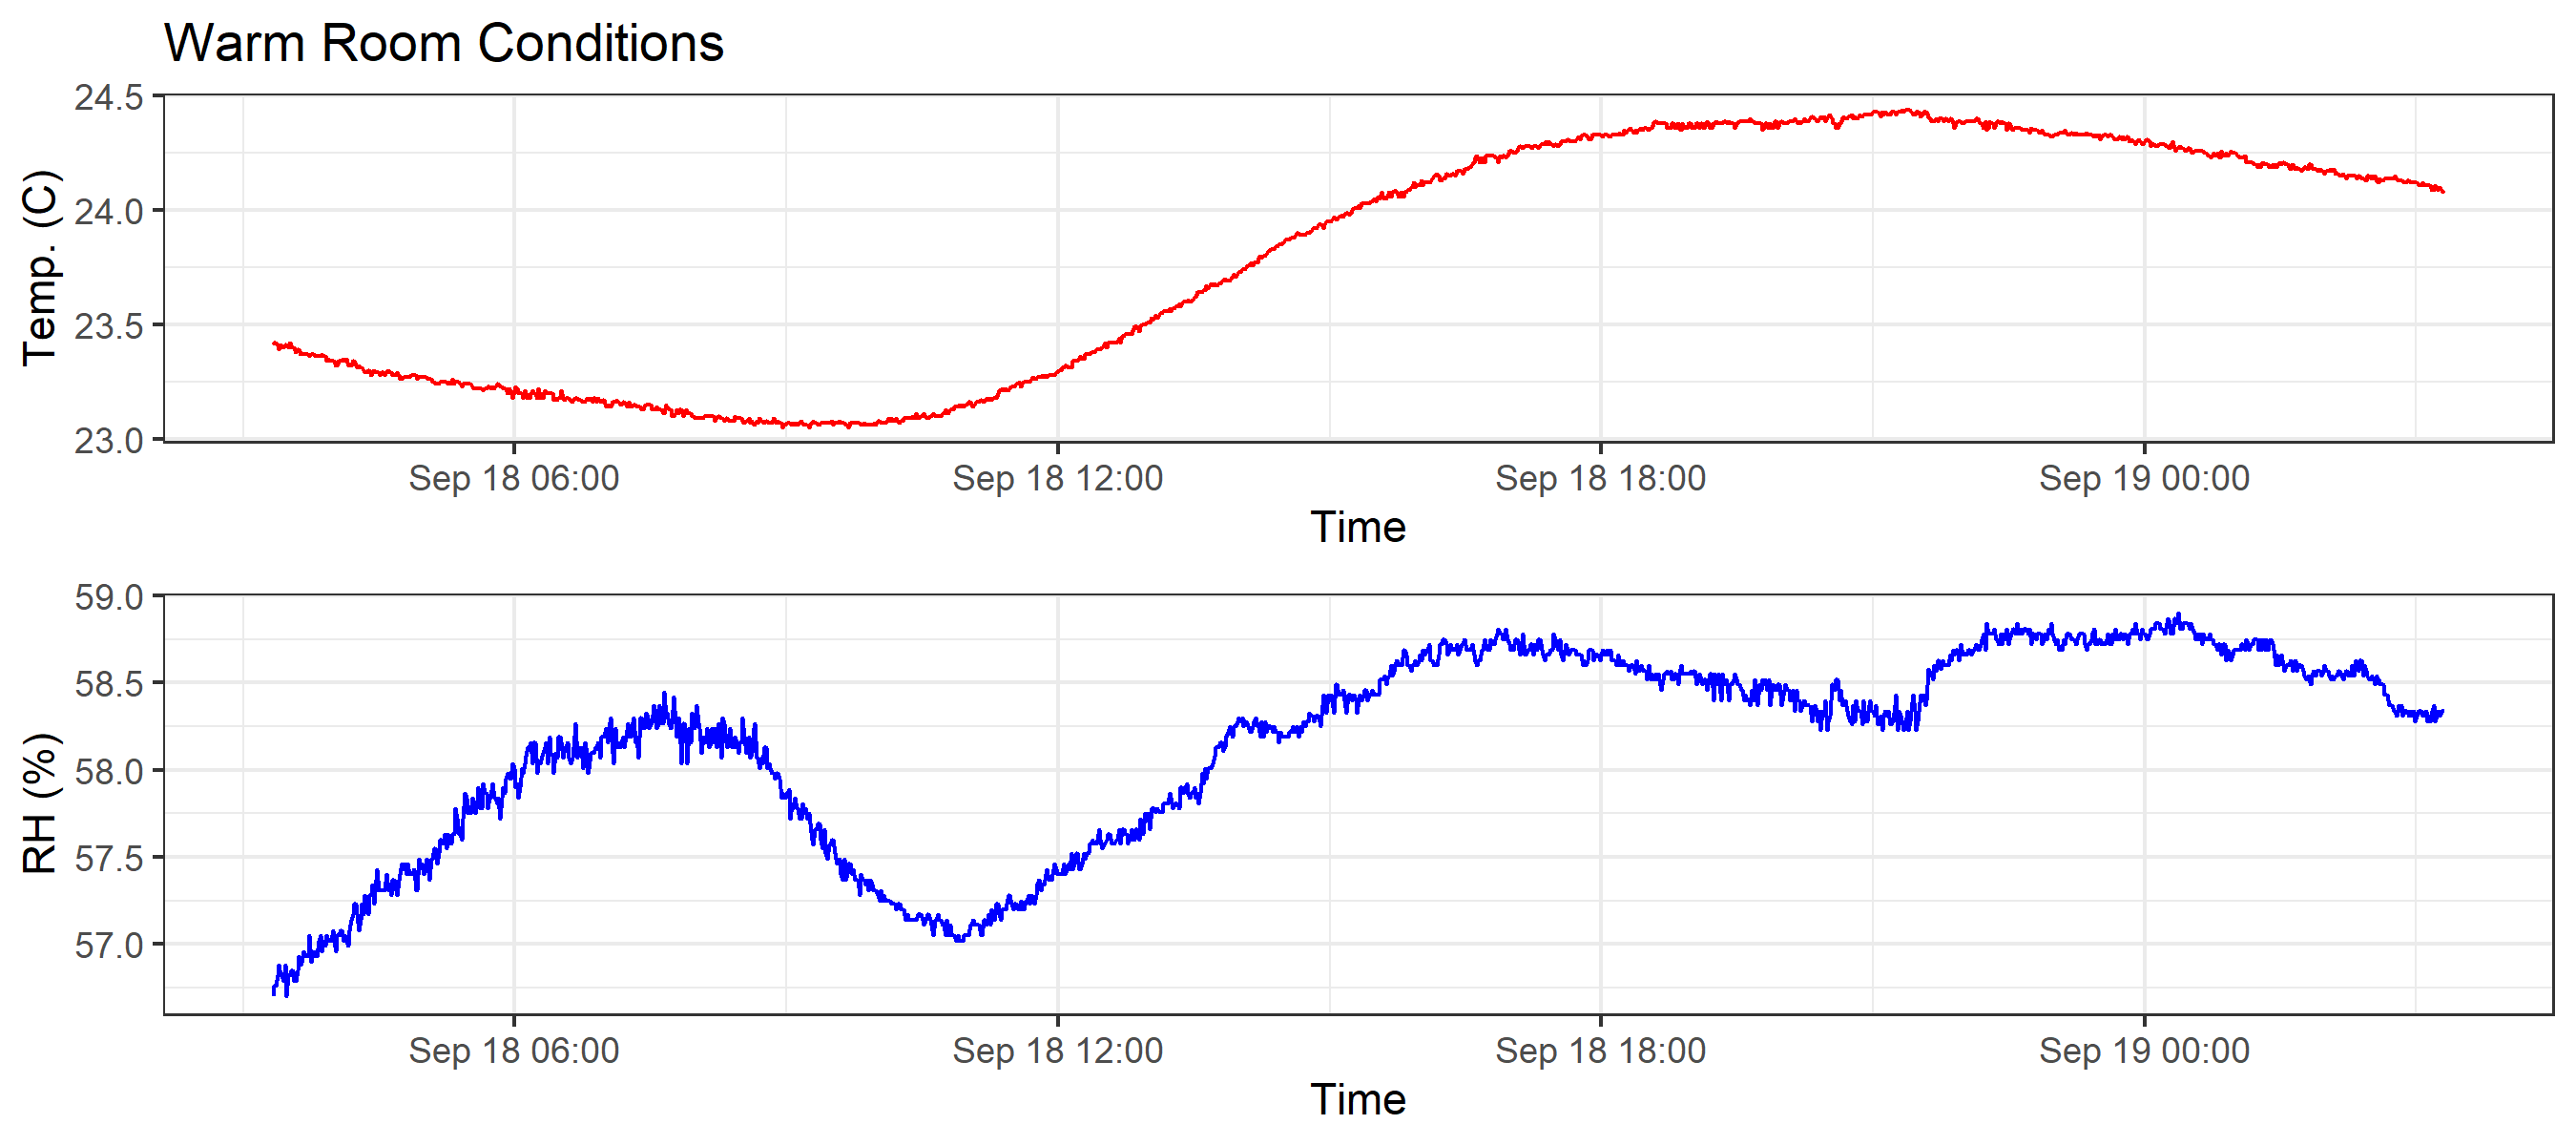 Warm Room Conditions
Temp. (C)
24.5
24.0
23.5
23.0
Sep 18 06:00 Sep 18 12:00 Sep 18 18:00 Sep 19 00:00
Time
RH (%)
59.0
58.5
58.0
57.5
57.0
Sep 18 06:00 Sep 18 12:00 Sep 18 18:00 Sep 19 00:00
Time